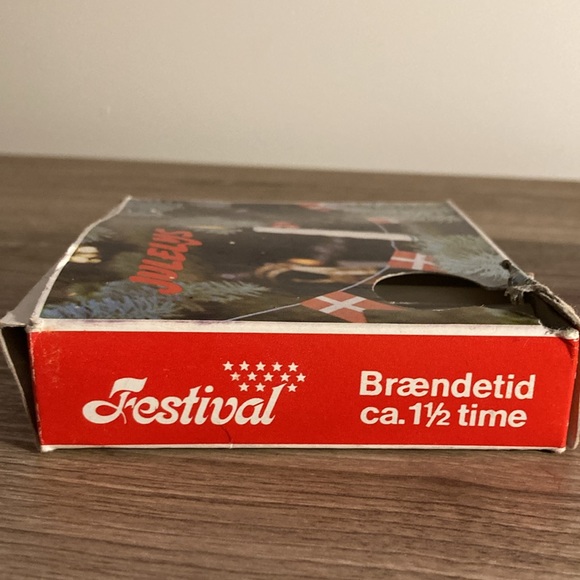 JULELYS
Festival
Brændetid
ca. 1½ time